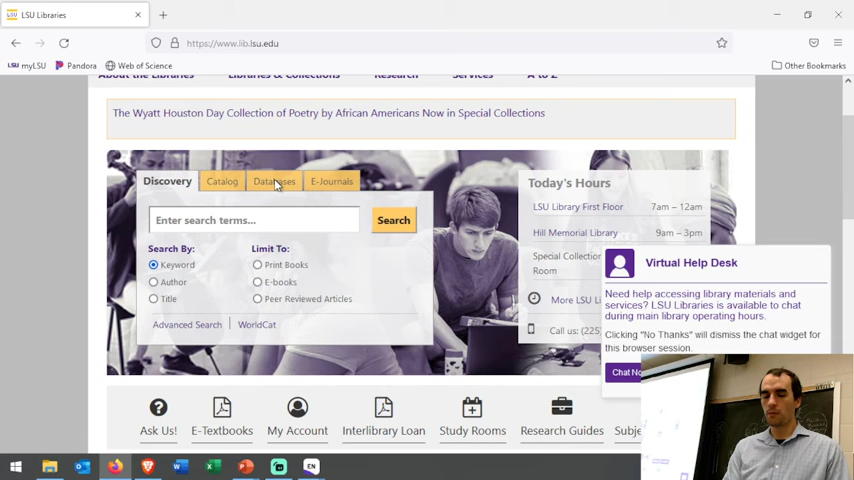 LSU LSU Libraries
https://www.lib.lsu.edu
LSU myLSU Pandora Web of Science Other Bookmarks
About the Libraries Libraries & Collections Research Services A to Z
The Wyatt Houston Day Collection of Poetry by African Americans Now in Special Collections
Discovery Catalog Databases E-Journals
Enter search terms... Search
Search By: Limit To:
Keyword Print Books
Author E-books
Title Peer Reviewed Articles
Advanced Search WorldCat
Today's Hours
LSU Library First Floor 7am – 12am
Hill Memorial Library 9am – 3pm
Special Collection
Room
More LSU Li
Call us: (225)
Virtual Help Desk
Need help accessing library materials and
services? LSU Libraries is available to chat
during main library operating hours.
Clicking "No Thanks" will dismiss the chat widget for
this browser session.
Chat No
Ask Us! E-Textbooks My Account Interlibrary Loan Study Rooms Research Guides Subje
EN